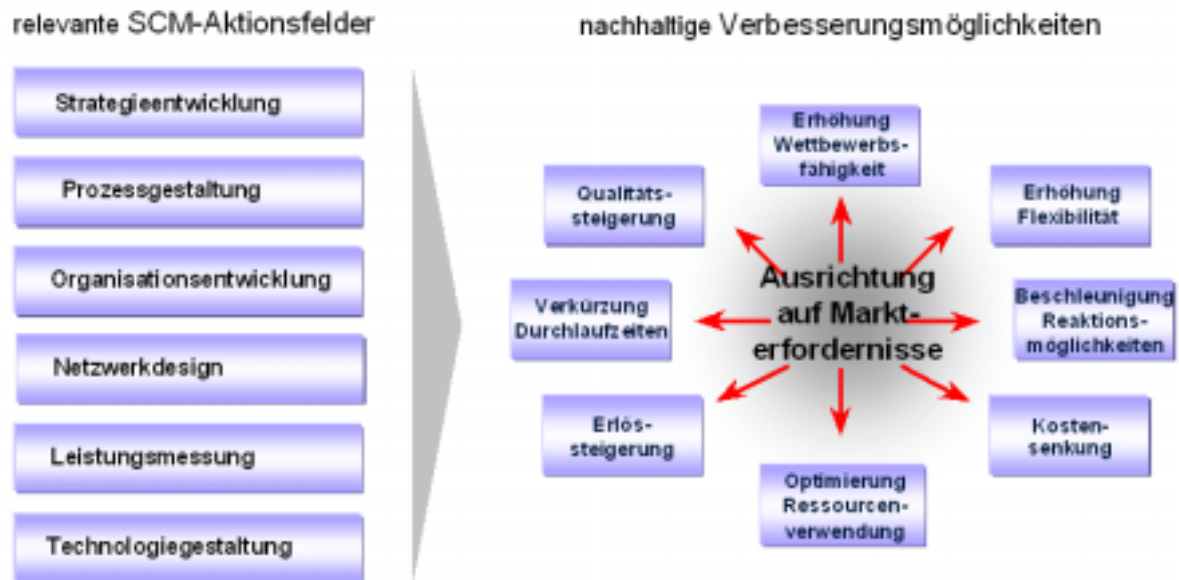 relevante SCM-Aktionsfelder
Strategieentwicklung
Prozessgestaltung
Organisationsentwicklung
Netzwerkdesign
Leistungsmessung
Technologiegestaltung
nachhaltige Verbesserungsmöglichkeiten
Erhöhung
Wettbewerbs-
fähigkeit
Qualitäts-
steigerung
Erhöhung
Flexibilität
Ausrichtung
auf Markt-
erfordernisse
Verkürzung
Durchlaufzeiten
Beschleunigung
Reaktions-
möglichkeiten
Erlös-
steigerung
Kosten-
senkung
Optimierung
Ressourcen-
verwendung